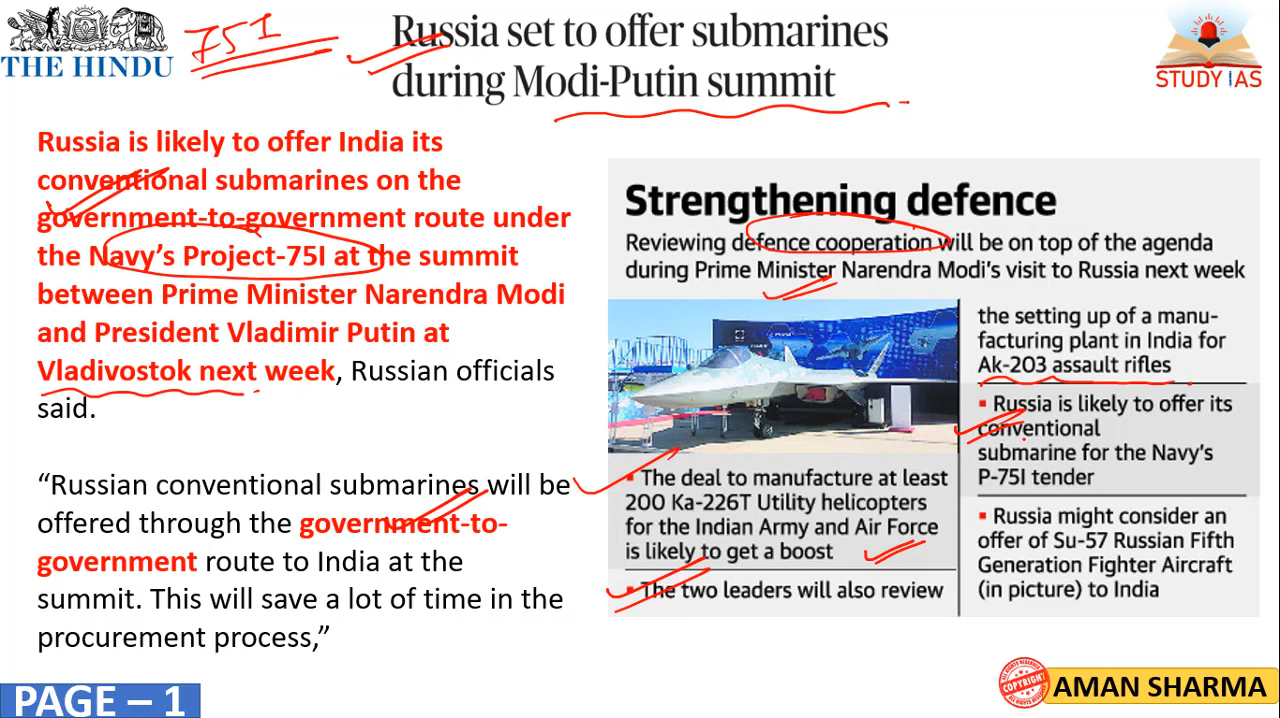 THE HINDU
751
Russia set to offer submarines
during Modi-Putin summit
STUDY IAS
Russia is likely to offer India its
conventional submarines on the
government-to-government route under
the Navy's Project-75I at the summit
between Prime Minister Narendra Modi
and President Vladimir Putin at
Vladivostok next week, Russian officials
said.
“Russian conventional submarines will be
offered through the government-to-
government route to India at the
summit. This will save a lot of time in the
procurement process,”
Strengthening defence
Reviewing defence cooperation will be on top of the agenda
during Prime Minister Narendra Modi's visit to Russia next week
▪ The deal to manufacture at least
200 Ka-226T Utility helicopters
for the Indian Army and Air Force
is likely to get a boost
▪ The two leaders will also review
the setting up of a manu-
facturing plant in India for
Ak-203 assault rifles
▪ Russia is likely to offer its
conventional
submarine for the Navy's
P-75I tender
▪ Russia might consider an
offer of Su-57 Russian Fifth
Generation Fighter Aircraft
(in picture) to India
PAGE – 1
COPYRIGHT
AMAN SHARMA